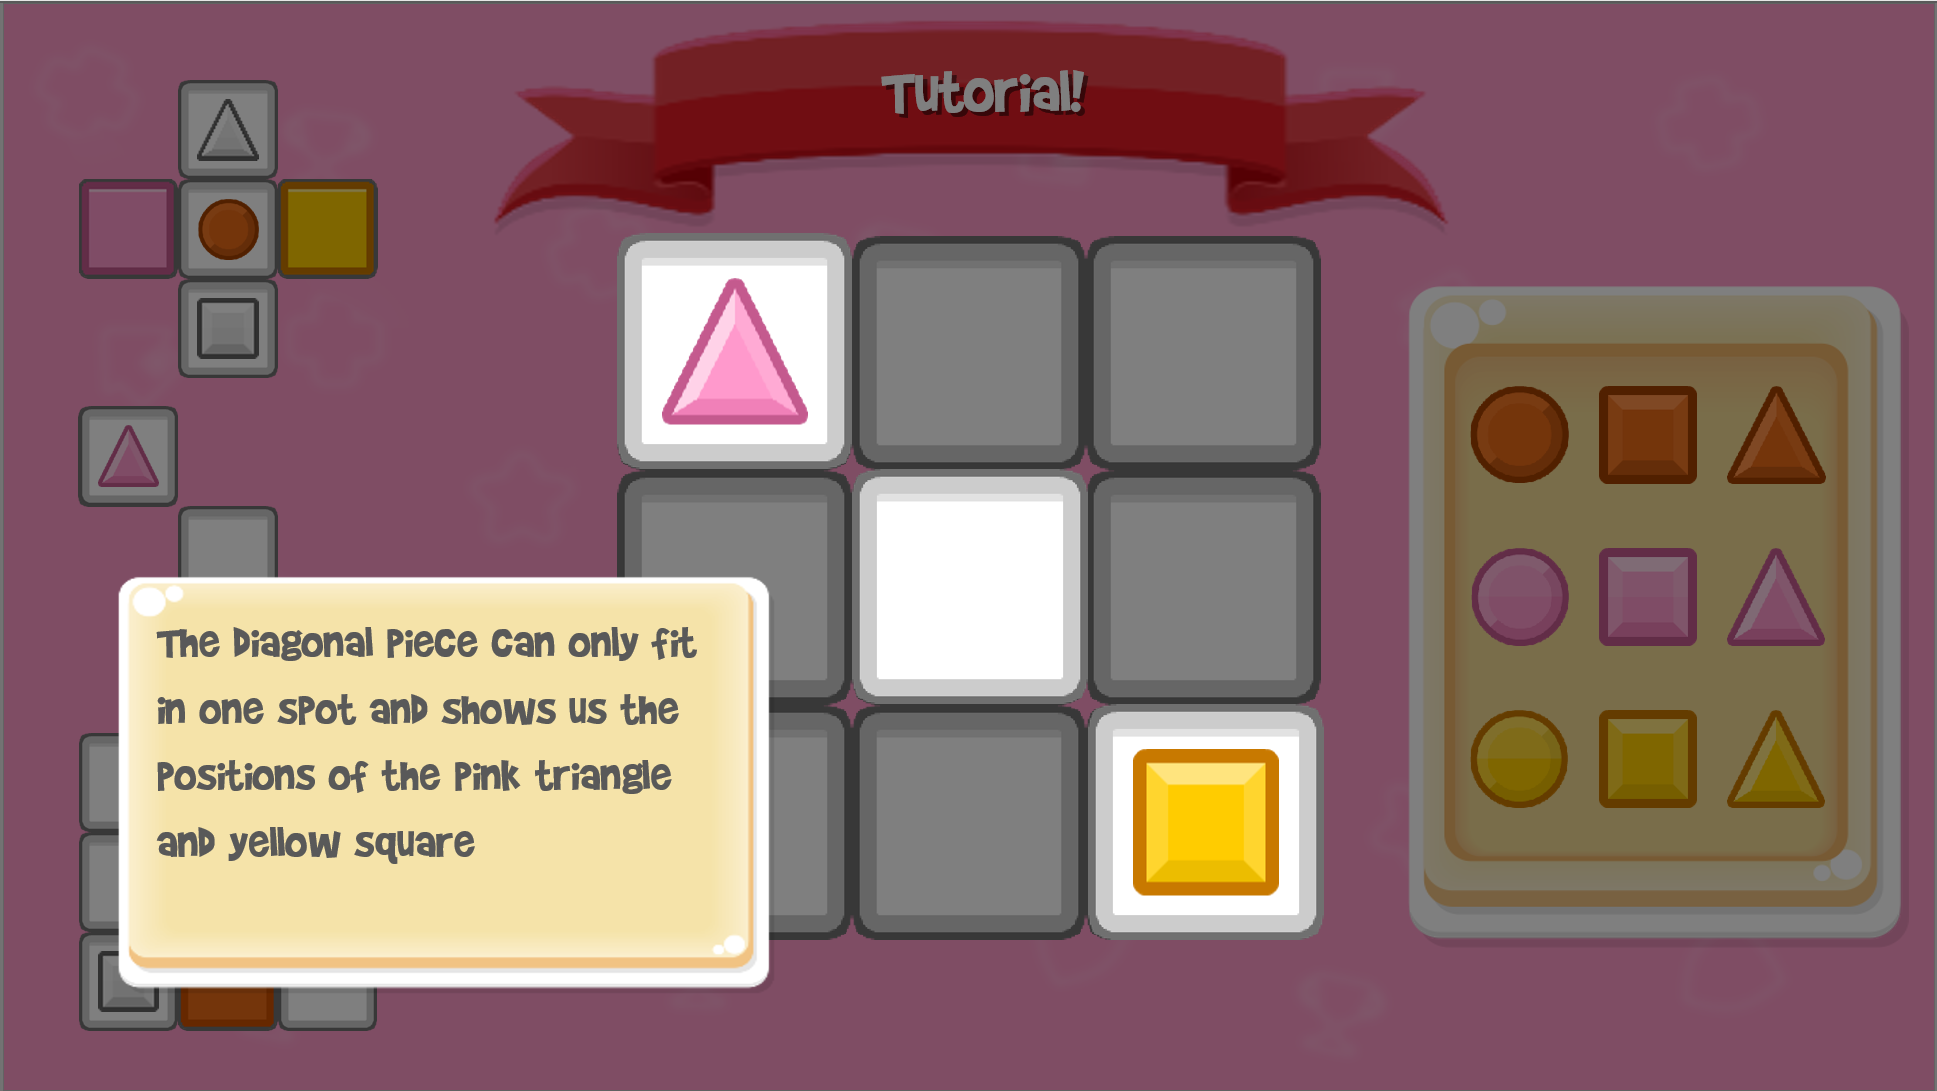 Tutorial!
The Diagonal Piece can only fit
in one spot and shows us the
positions of the pink triangle
and yellow square